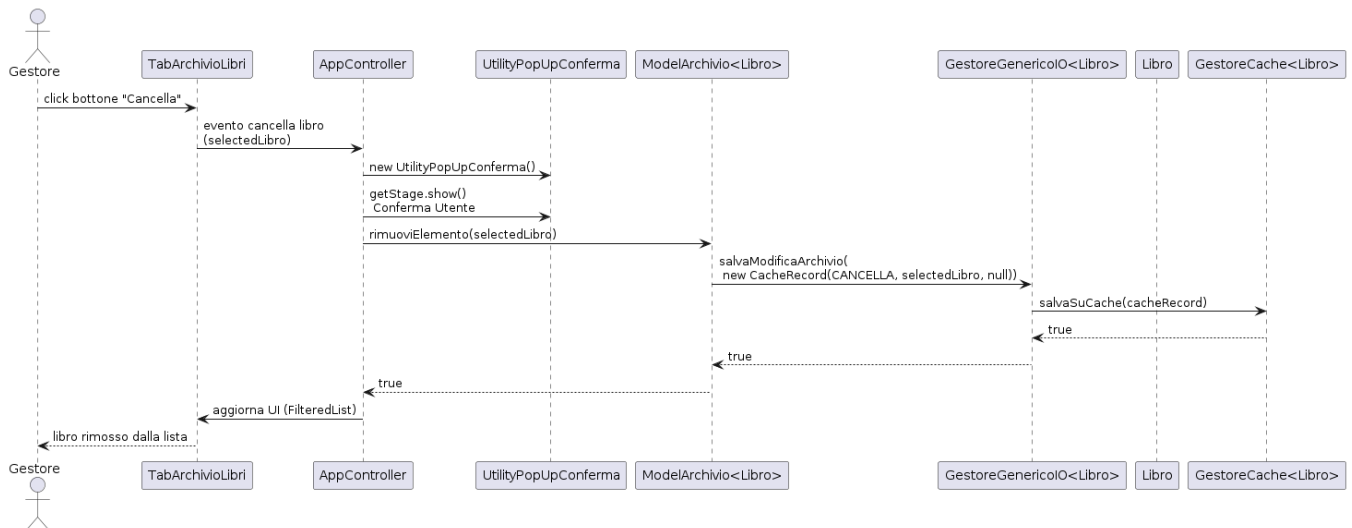 Gestore
TabArchivioLibri
AppController
UtilityPopUpConferma
ModelArchivio<Libro>
GestoreGenericoIO<Libro>
Libro
GestoreCache<Libro>
click bottone "Cancella"
evento cancella libro
(selectedLibro)
new UtilityPopUpConferma()
getStage.show()
Conferma Utente
rimuoviElemento(selectedLibro)
salvaModificaArchivio(
new CacheRecord(CANCELLA, selectedLibro, null))
salvaSuCache(cacheRecord)
true
true
true
aggiorna UI (FilteredList)
libro rimosso dalla lista
Gestore
TabArchivioLibri
AppController
UtilityPopUpConferma
ModelArchivio<Libro>
GestoreGenericoIO<Libro>
Libro
GestoreCache<Libro>